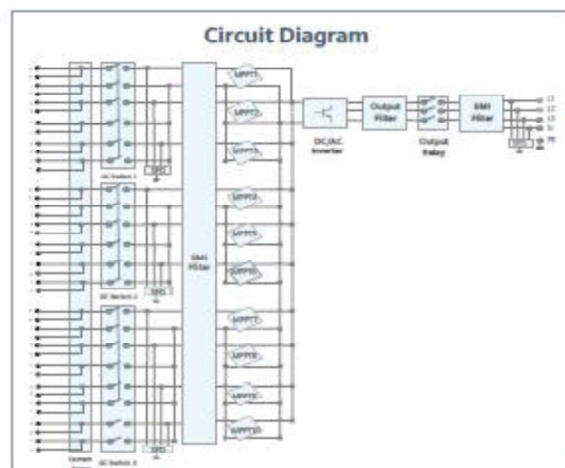 Circuit Diagram
MPPT1
MPPT2
MPPT3
MPPT4
MPPT5
MPPT6
MPPT7
MPPT8
MPPT9
MPPT10
EMI
Filter
DC/AC
Inverter
Output
Filter
Output
Relay
EMI
Filter
L1
L2
L3
PE
SPD
DC Switch 1
SPD
DC Switch 2
SPD
DC Switch 3
SPD